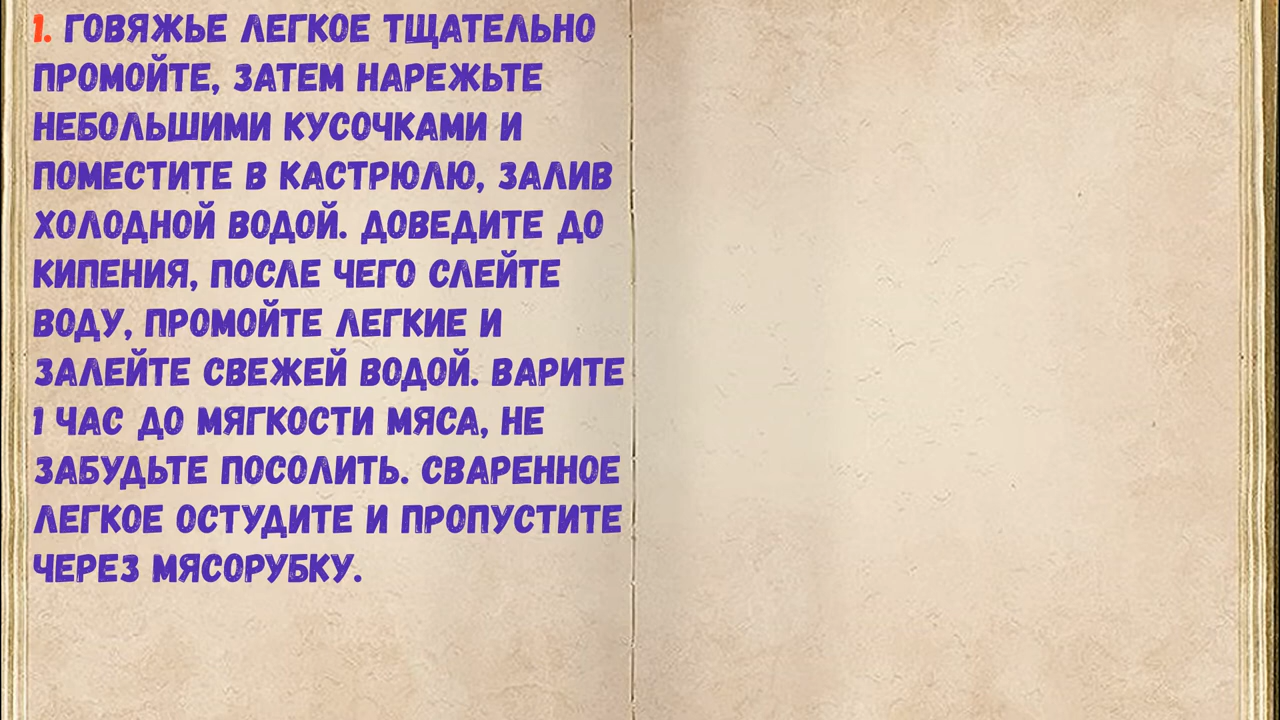 1. ГОВЯЖЬЕ ЛЕГКОЕ ТЩАТЕЛЬНО
ПРОМОЙТЕ, ЗАТЕМ НАРЕЖЬТЕ
НЕБОЛЬШИМИ КУСОЧКАМИ И
ПОМЕСТИТЕ В КАСТРЮЛЮ, ЗАЛИВ
ХОЛОДНОЙ ВОДОЙ. ДОВЕДИТЕ ДО
КИПЕНИЯ, ПОСЛЕ ЧЕГО СЛЕЙТЕ
ВОДУ, ПРОМОЙТЕ ЛЕГКИЕ И
ЗАЛЕЙТЕ СВЕЖЕЙ ВОДОЙ. ВАРИТЕ
1 ЧАС ДО МЯГКОСТИ МЯСА, НЕ
ЗАБУДЬТЕ ПОСОЛИТЬ. СВАРЕННОЕ
ЛЕГКОЕ ОСТУДИТЕ И ПРОПУСТИТЕ
ЧЕРЕЗ МЯСОРУБКУ.